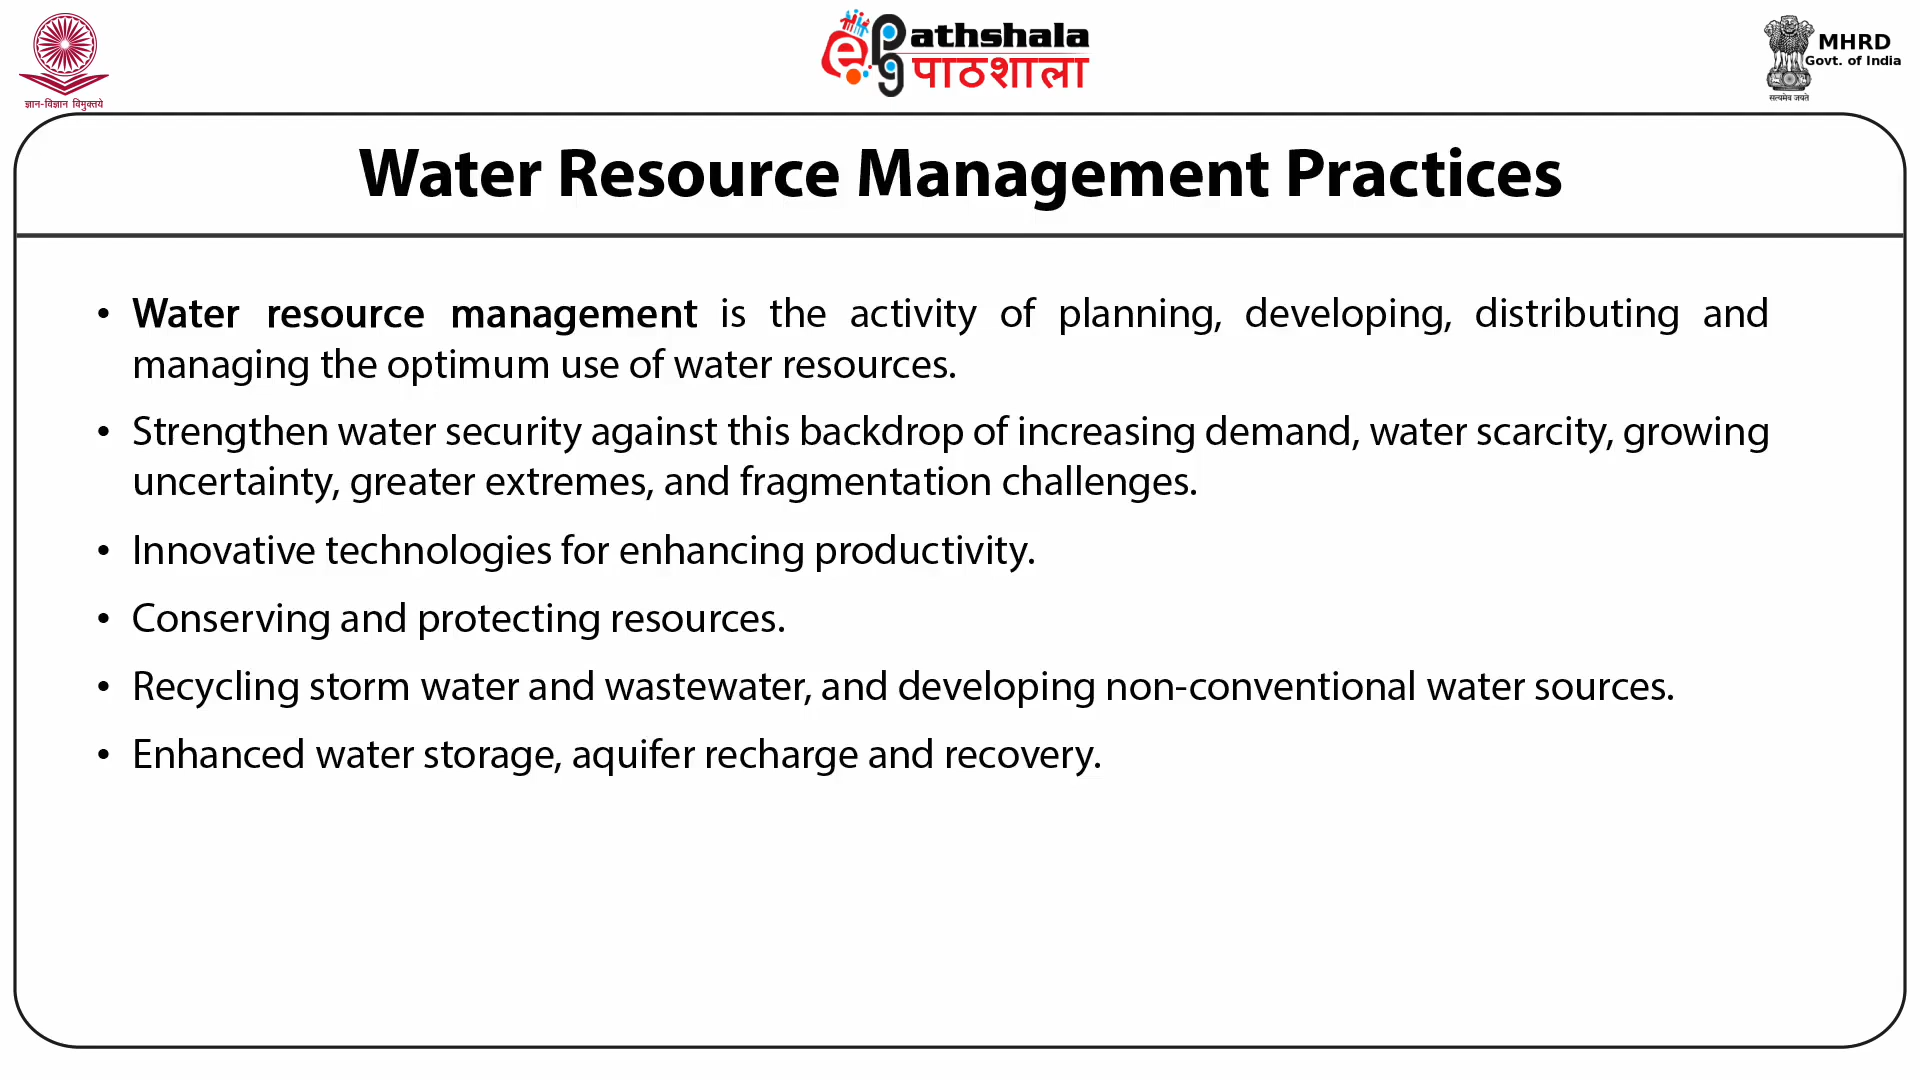 ज्ञान-विज्ञान विमुक्तये
ePathshala
पाठशाला
MHRD
Govt. of India
सत्यमेव जयते
Water Resource Management Practices
• Water resource management is the activity of planning, developing, distributing and
managing the optimum use of water resources.
• Strengthen water security against this backdrop of increasing demand, water scarcity, growing
uncertainty, greater extremes, and fragmentation challenges.
• Innovative technologies for enhancing productivity.
• Conserving and protecting resources.
• Recycling storm water and wastewater, and developing non-conventional water sources.
• Enhanced water storage, aquifer recharge and recovery.